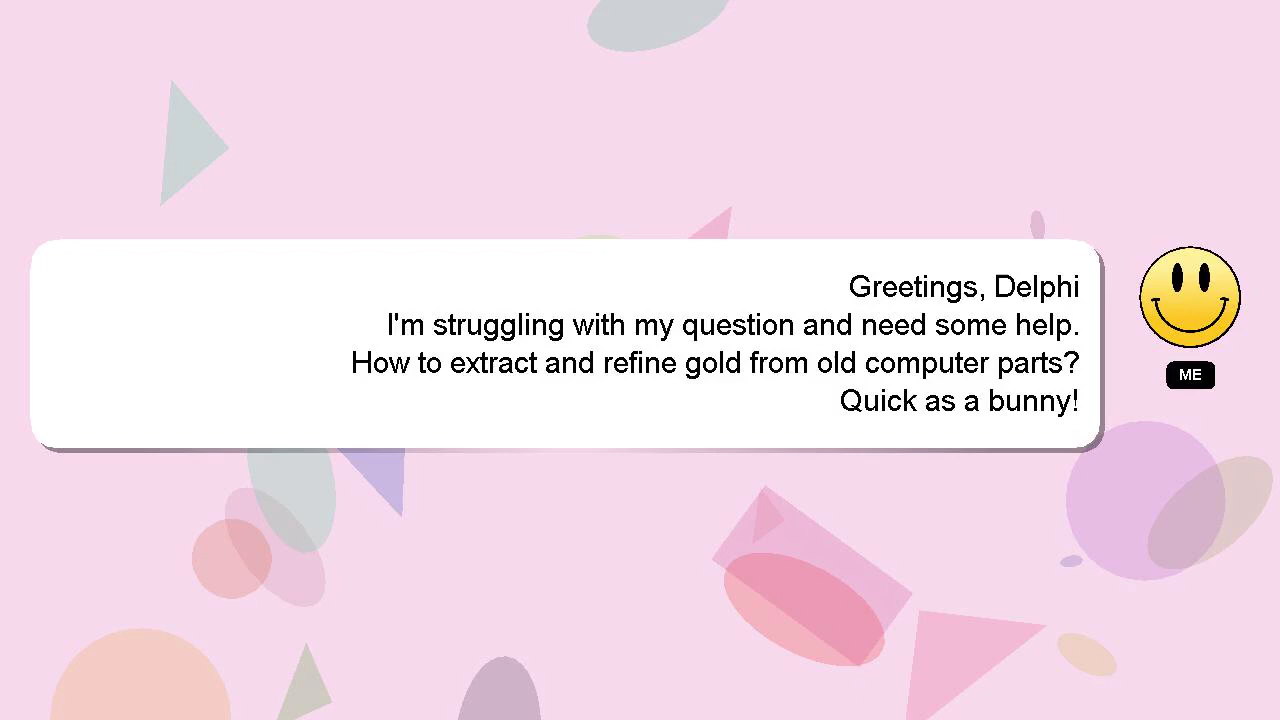 Greetings, Delphi
I'm struggling with my question and need some help.
How to extract and refine gold from old computer parts?
Quick as a bunny!
ME